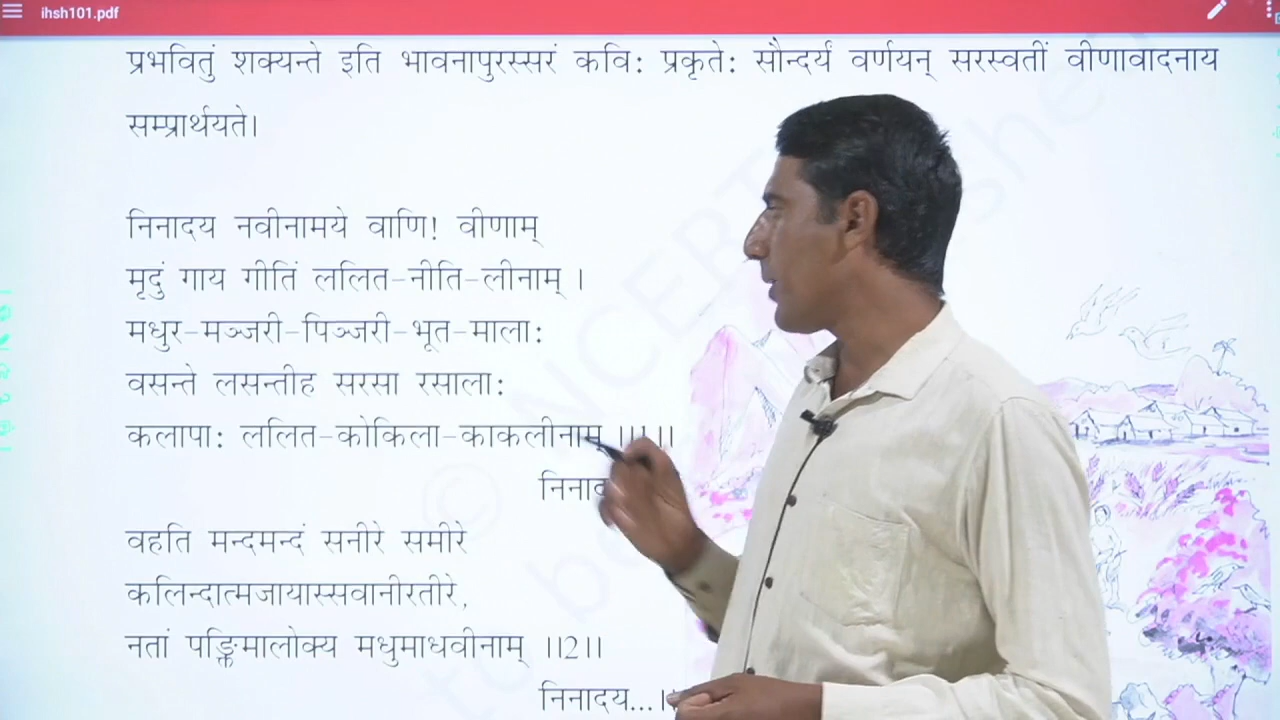 ihsh101.pdf
प्रभवितुं शक्यन्ते इति भावनापुरस्सरं कविः प्रकृतेः सौन्दर्यं वर्णयन् सरस्वतीं वीणावादनाय
सम्प्रार्थयते।
निनादय नवीनामये वाणि! वीणाम्
मृदुं गाय गीतिं ललित-नीति-लीनाम् ।
मधुर-मञ्जरी-पिञ्जरी-भूत-मालाः
वसन्ते लसन्तीह सरसा रसालाः
कलापाः ललित-कोकिला-काकलीनाम् ।।1।।
वहति मन्दमन्दं सनीरे समीरे
कलिन्दात्मजायास्सवानीरतीरे,
नतां पङ्क्तिमालोक्य मधुमाधवीनाम् ।।2।।
निनादय...।